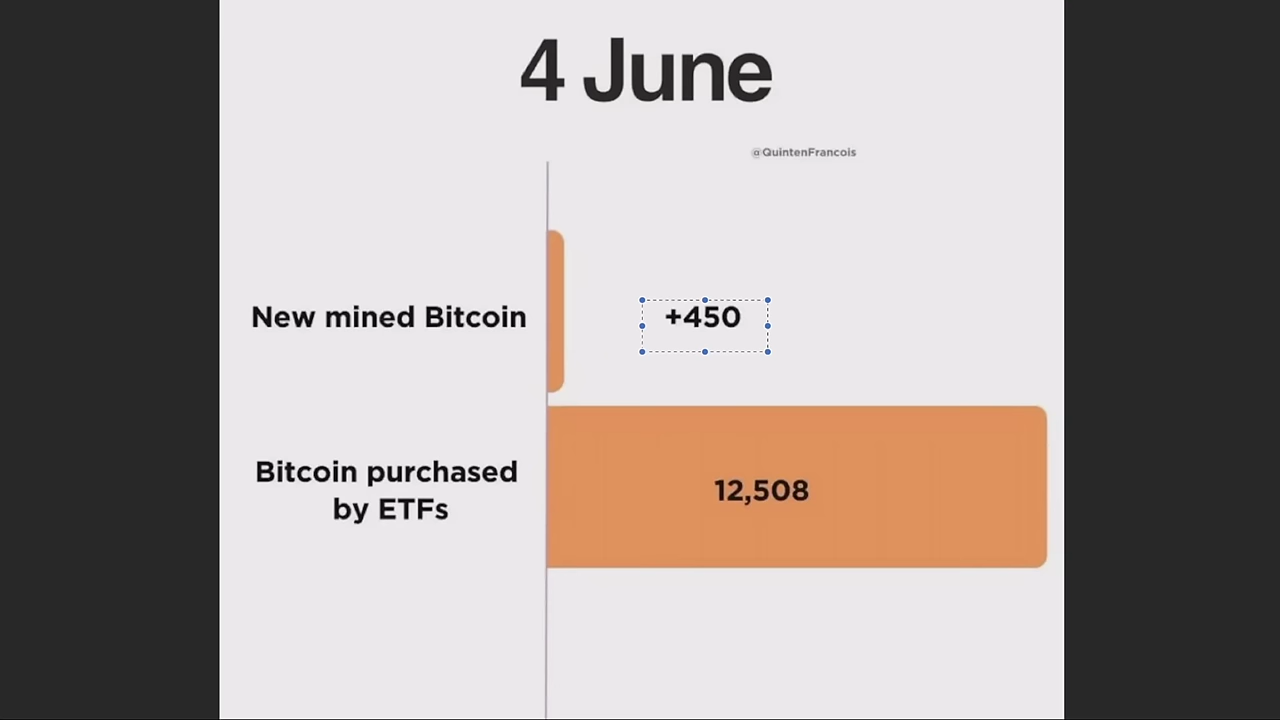 4 June
@QuintenFrancois
New mined Bitcoin
+450
Bitcoin purchased
by ETFs
12,508